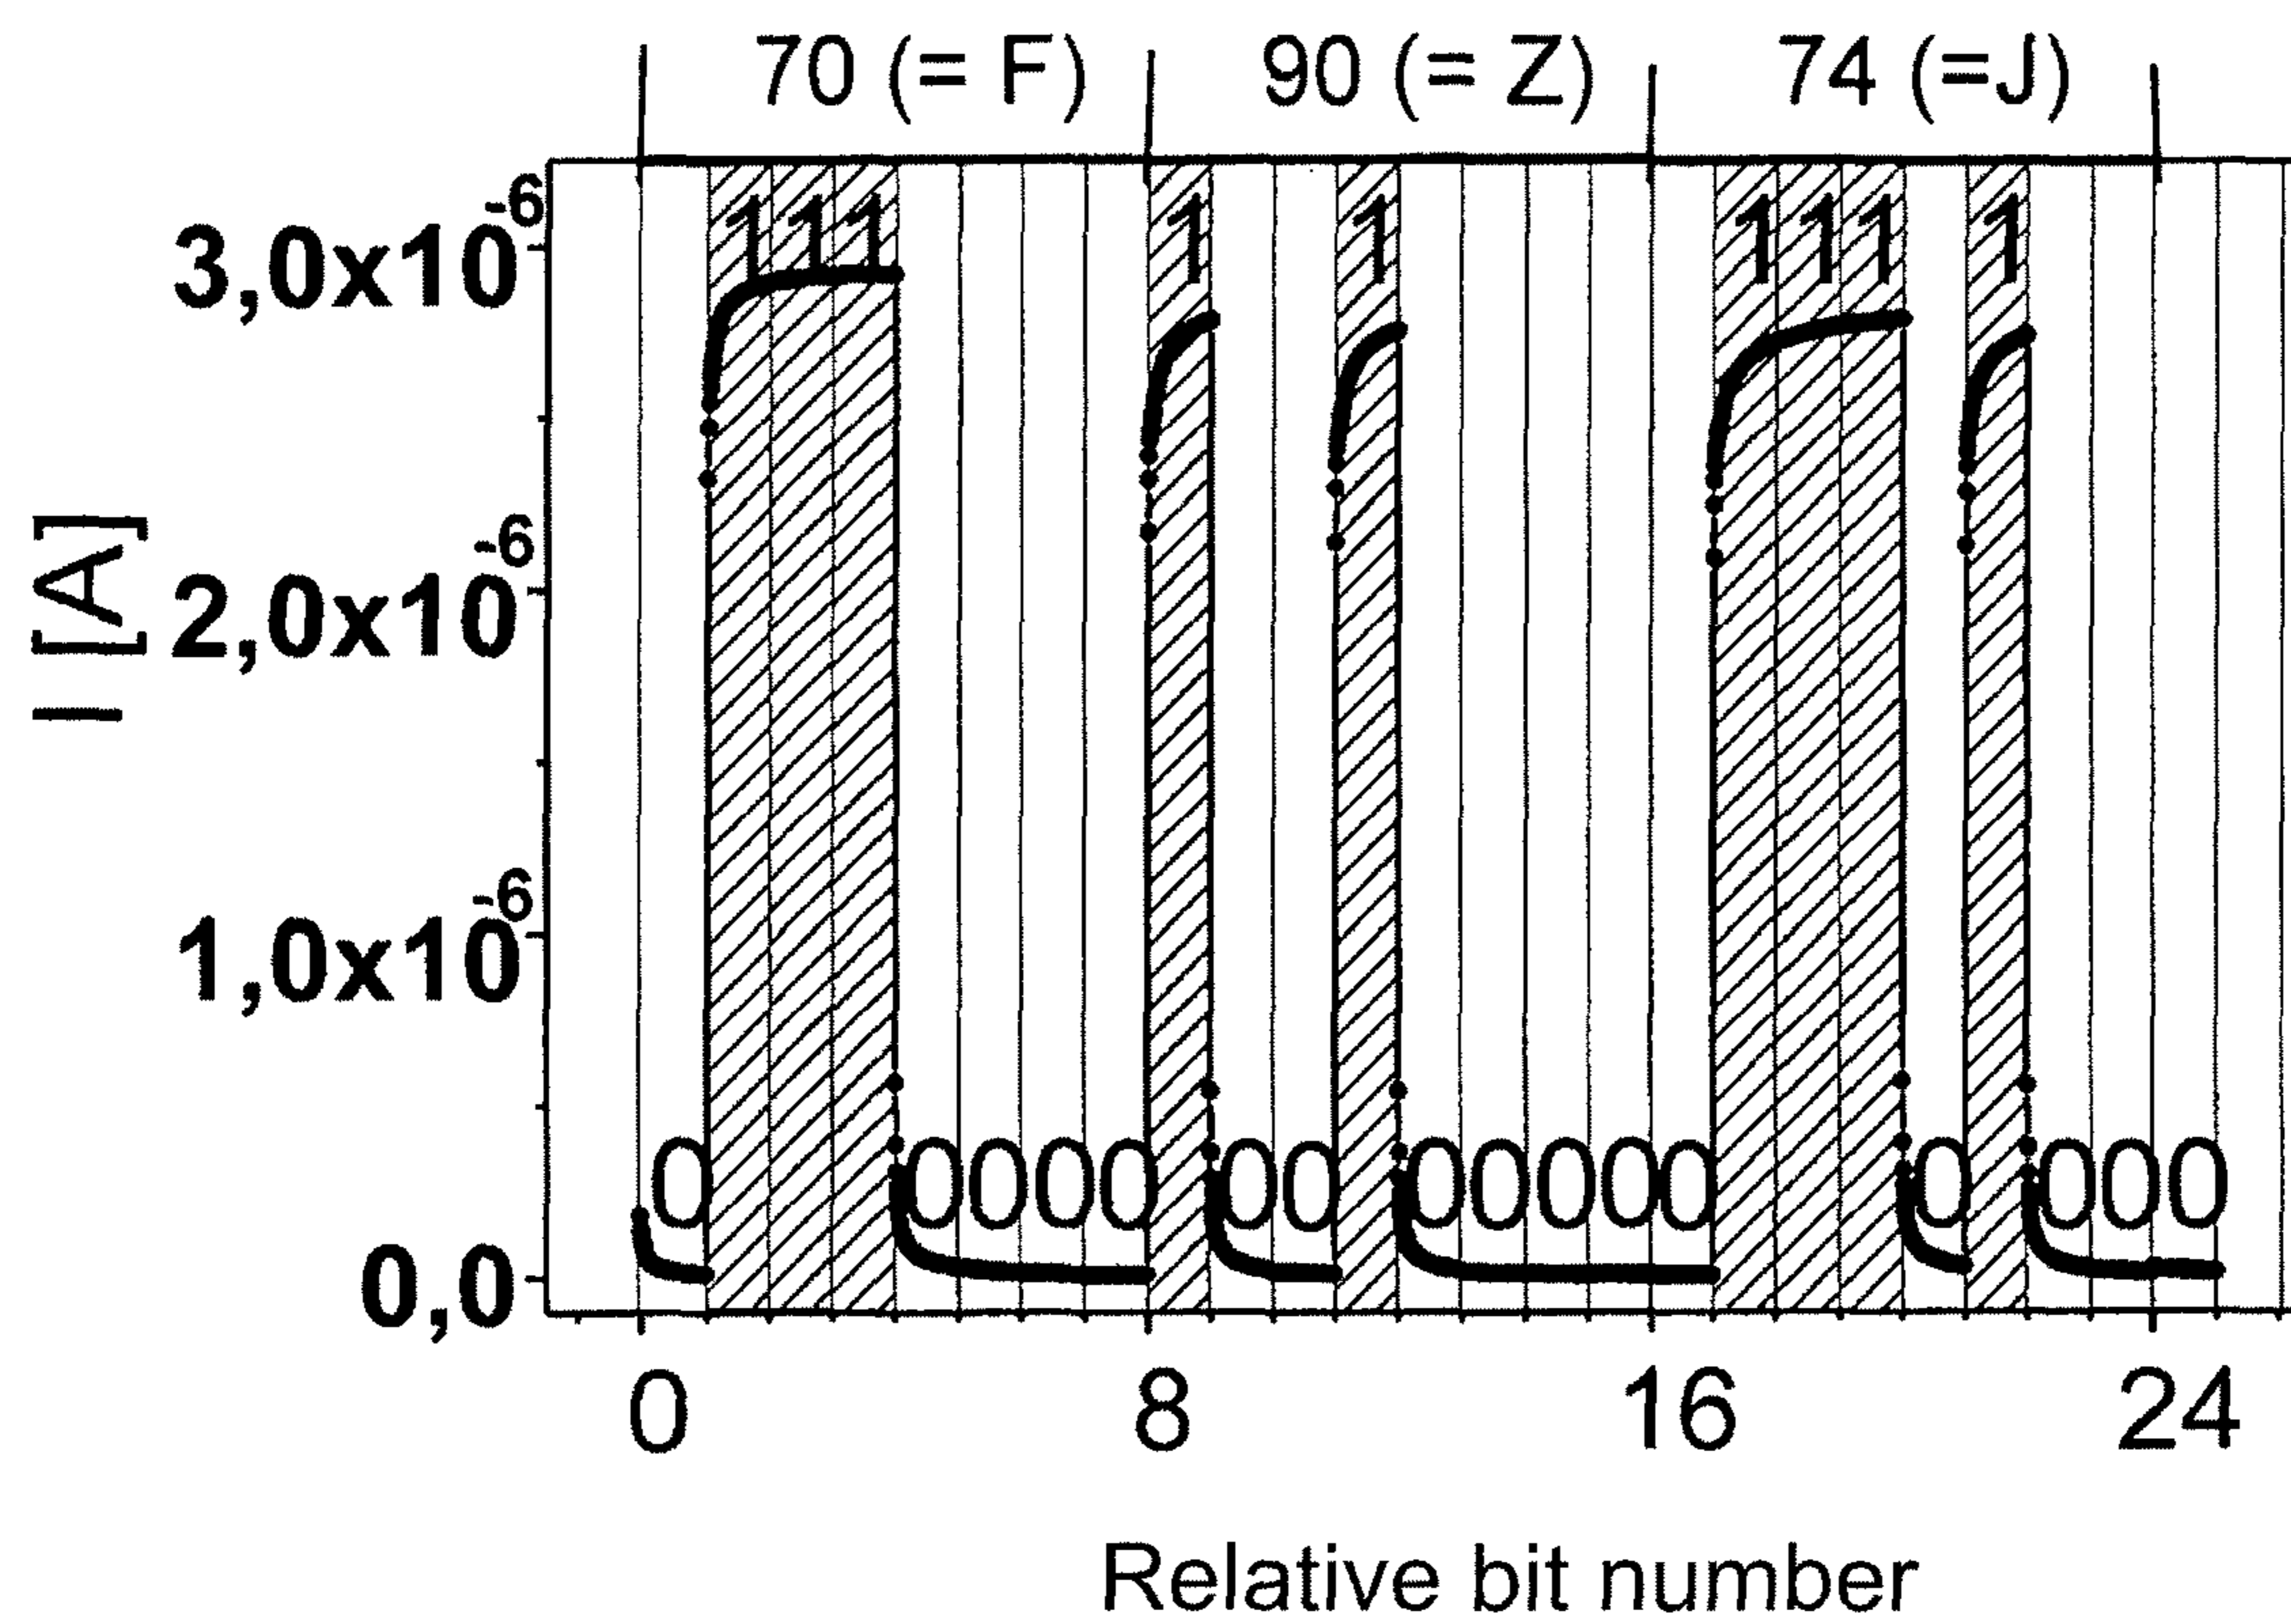 70 (= F) 90 (= Z) 74 (=J)
3,0x10-6
2,0x10-6
1,0x10-6
0,0
I [A]
111 1 1 111 1
0 0000 00 00000 0 000
0 8 16 24
Relative bit number